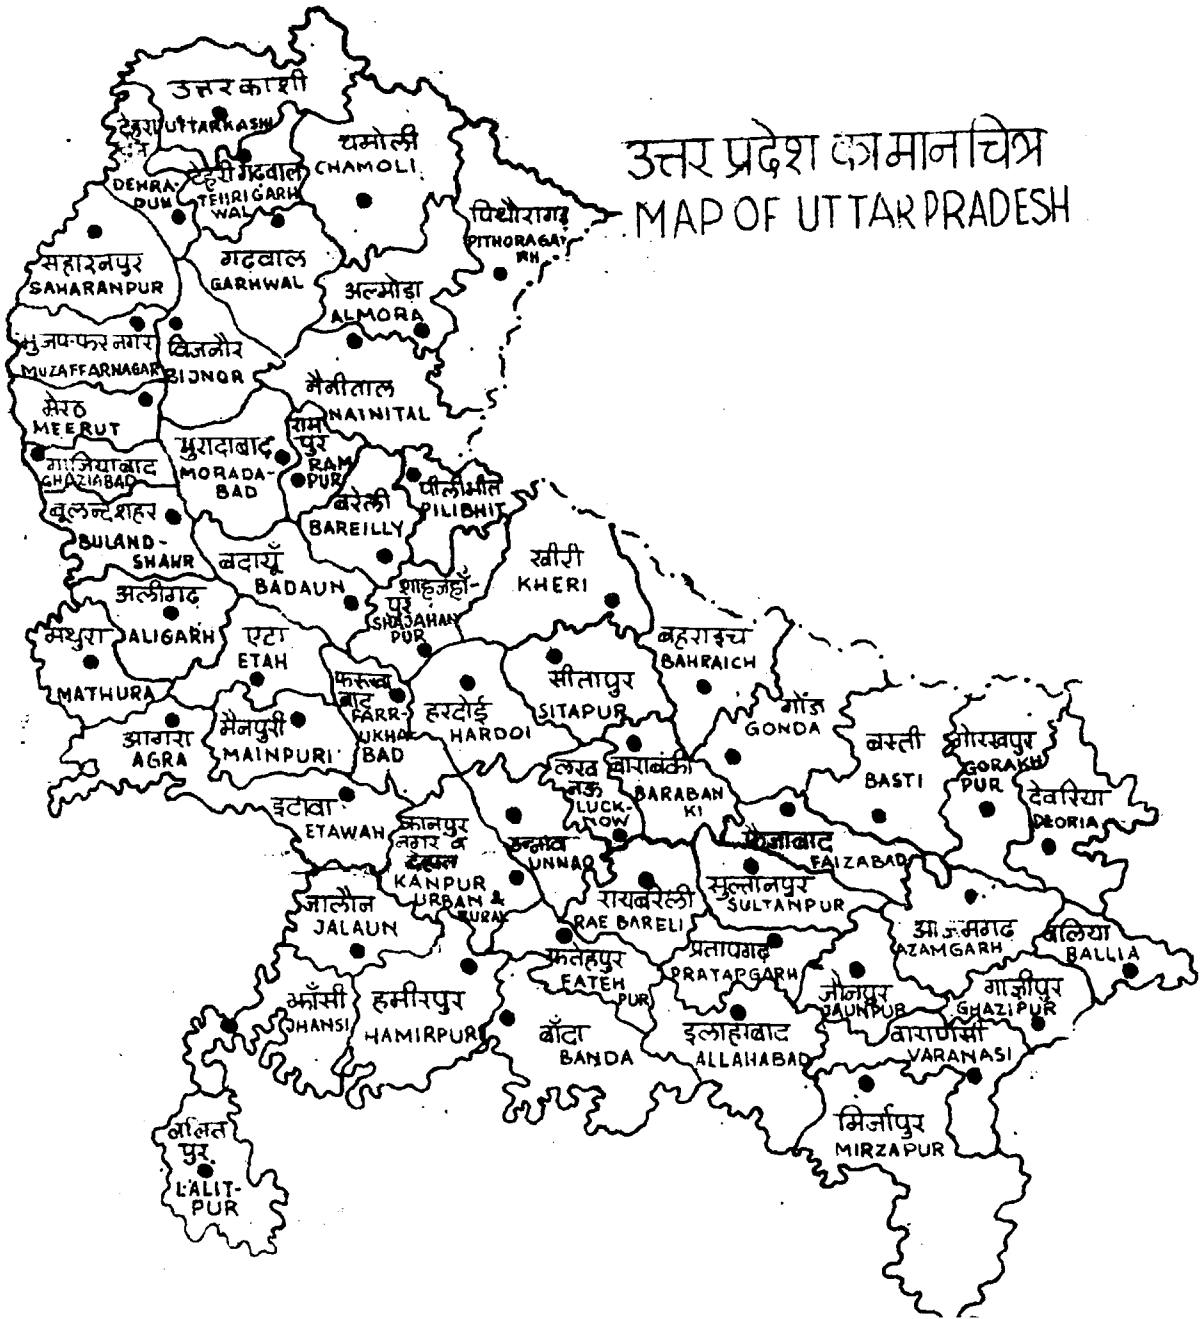 उत्तर प्रदेश का मानचित्र
MAP OF UTTAR PRADESH
उत्तरकाशी
UTTARKASHI
चमोली
CHAMOLI
DEHRA-
DUN
टेहरी गढ़वाल
TEHRI GARH
WAL
पिथौरागढ़
PITHORAGA
RH
सहारनपुर
SAHARANPUR
गढ़वाल
GARHWAL
अल्मोड़ा
ALMORA
मुजफ्फरनगर
MUZAFFARNAGAR
बिजनौर
BIJNOR
नैनीताल
NAINITAL
मेरठ
MEERUT
मुरादाबाद
MORADA-
BAD
राम
पुर
RAM
PUR
गाजियाबाद
GHAZIABAD
बरेली
BAREILLY
पीलीभीत
PILIBHIT
बूलन्दशहर
BULAND-
SHAHR
बदायूँ
BADAUN
शाहजहाँ-
पुर
SHAJAHAN
PUR
खीरी
KHERI
अलीगढ़
ALIGARH
मथुरा
MATHURA
एटा
ETAH
बहराइच
BAHRAICH
फरूखा
बाद
FARR-
UKHA-
BAD
हरदोई
HARDOI
सीतापुर
SITAPUR
गोंडा
GONDA
आगरा
AGRA
मैनपुरी
MAINPURI
बस्ती
BASTI
गोरखपुर
GORAKH
PUR
देवरिया
DEORIA
लख
नऊ
LUCK-
NOW
बाराबंकी
BARABAN
KI
इटावा
ETAWAH
कानपुर
नगर व
देहात
KANPUR
URBAN &
RURAL
उन्नाव
UNNAO
फैजाबाद
FAIZABAD
रायबरेली
RAE BARELI
सुल्तानपुर
SULTANPUR
जालौन
JALAUN
आजमगढ़
AZAMGARH
बलिया
BALLIA
फतेहपुर
FATEH
PUR
प्रतापगढ़
PRATAPGARH
जौनपुर
JAUNPUR
गाज़ीपुर
GHAZIPUR
झाँसी
JHANSI
हमीरपुर
HAMIRPUR
बाँदा
BANDA
इलाहाबाद
ALLAHABAD
वाराणसी
VARANASI
मिर्जापुर
MIRZAPUR
ललित
पुर
LALIT-
PUR